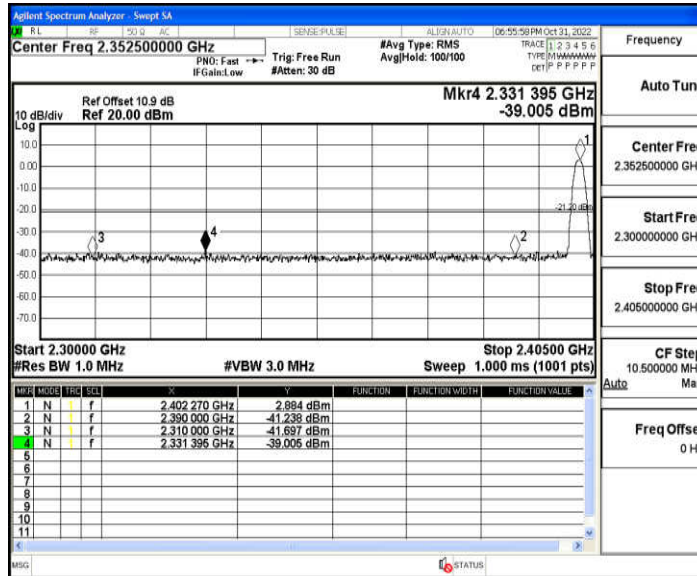 Agilent Spectrum Analyzer - Swept SA
RL RF 50 Ω AC SENSE:PULSE ALIGN AUTO 06:55:58 PM Oct 31, 2022
Center Freq 2.352500000 GHz
PNO: Fast
IFGain:Low
Trig: Free Run
#Atten: 30 dB
#Avg Type: RMS
Avg|Hold: 100/100
TRACE 1 2 3 4 5 6
TYPE MWWWWW
DET P P P P P P
Ref Offset 10.9 dB
Ref 20.00 dBm
10 dB/div
Log
Mkr4 2.331 395 GHz
-39.005 dBm
10.0
0.00
-10.0
-20.0
-30.0
-40.0
-50.0
-60.0
-70.0
1
-21.20 dBm
3
4
2
Start 2.30000 GHz
Stop 2.40500 GHz
#Res BW 1.0 MHz
#VBW 3.0 MHz
Sweep 1.000 ms (1001 pts)
MKR MODE TRC SCL X Y FUNCTION FUNCTION WIDTH FUNCTION VALUE
1 N 1 f 2.402 270 GHz 2.884 dBm
2 N 1 f 2.390 000 GHz -41.238 dBm
3 N 1 f 2.310 000 GHz -41.697 dBm
4 N 1 f 2.331 395 GHz -39.005 dBm
5
6
7
8
9
10
11
MSG
STATUS
Frequency
Auto Tun
Center Fre
2.352500000 GH
Start Fre
2.300000000 GH
Stop Fre
2.405000000 GH
CF Step
10.500000 MH
Auto Ma
Freq Offse
0 H